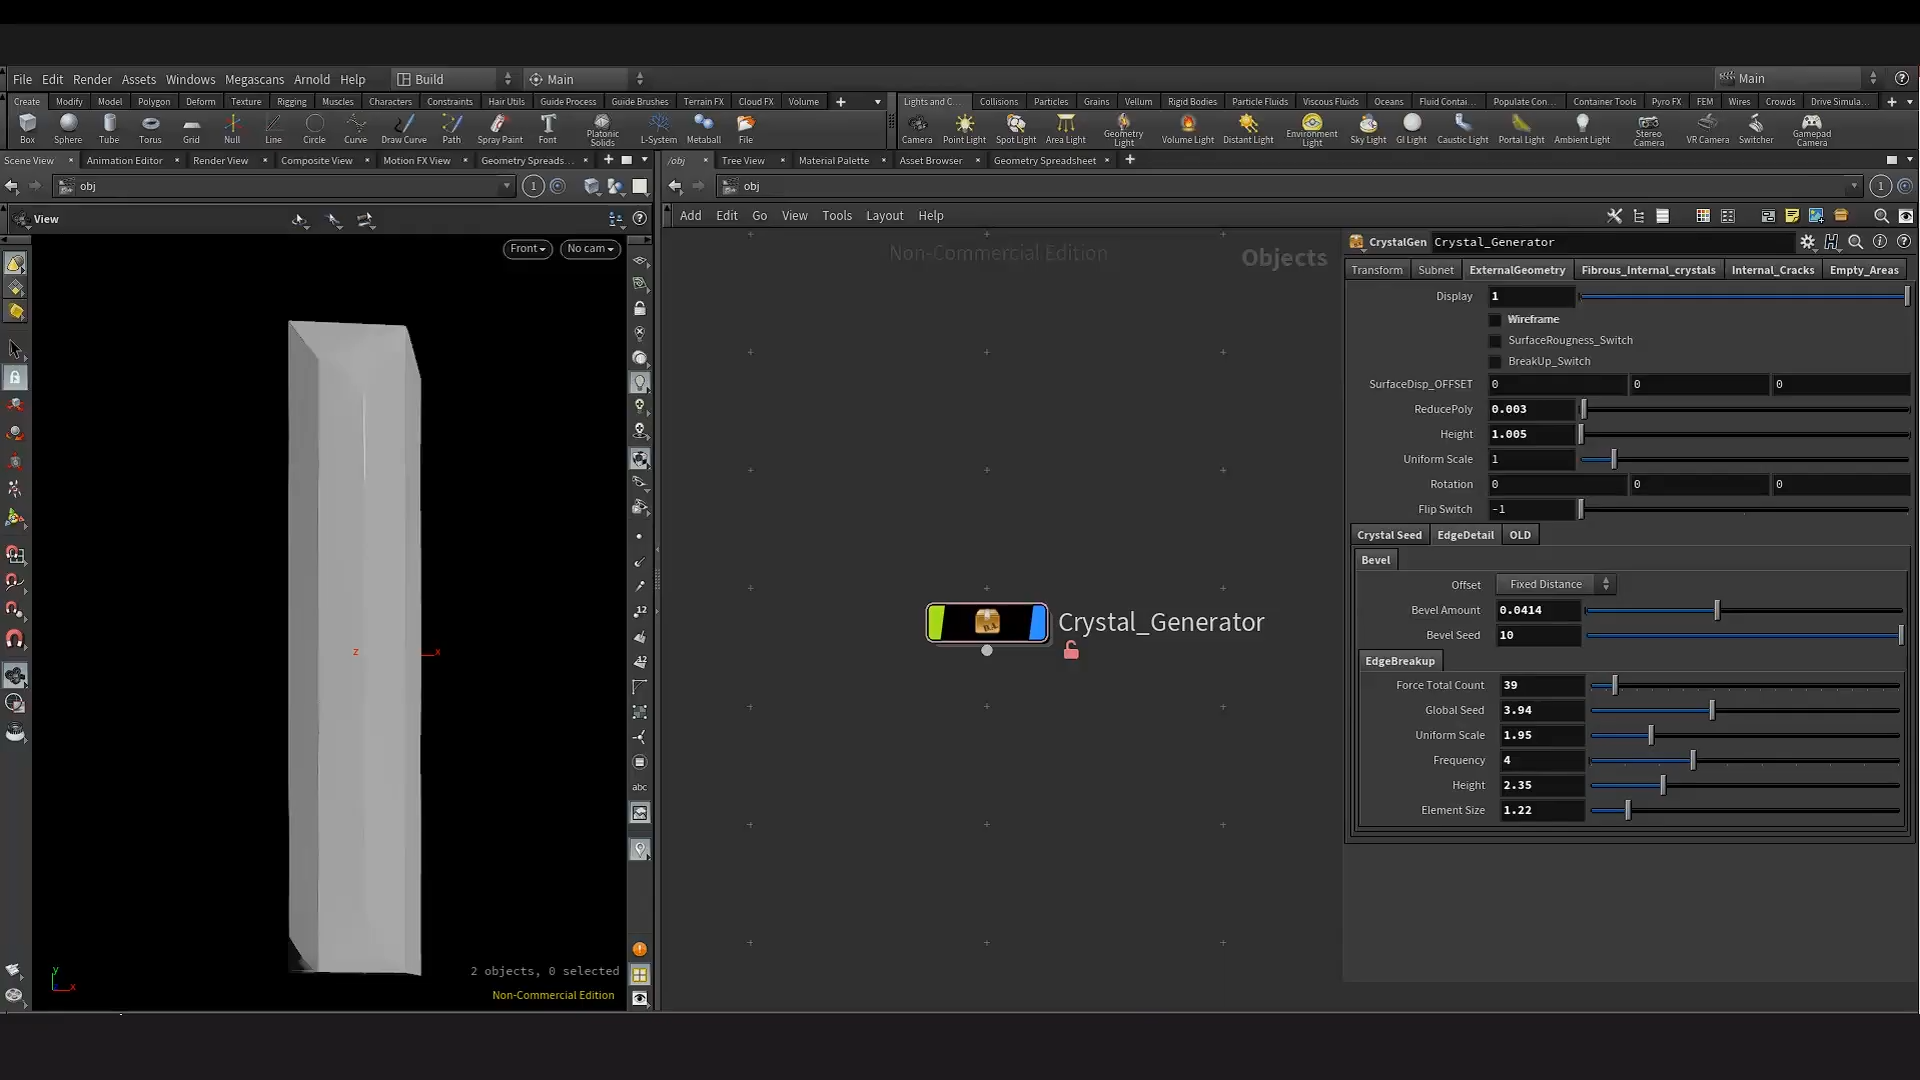 File Edit Render Assets Windows Megascans Arnold Help Build Main Main
Create Modify Model Polygon Deform Texture Rigging Muscles Characters Constraints Hair Utils Guide Process Guide Brushes Terrain FX Cloud FX Volume
Lights and C... Collisions Particles Grains Vellum Rigid Bodies Particle Fluids Viscous Fluids Oceans Fluid Contai... Populate Con... Container Tools Pyro FX FEM Wires Crowds Drive Simula...
Box Sphere Tube Torus Grid Null Line Circle Curve Draw Curve Path Spray Paint Font Platonic Solids L-System Metaball File
Camera Point Light Spot Light Area Light Geometry Light Volume Light Distant Light Environment Light Sky Light GI Light Caustic Light Portal Light Ambient Light Stereo Camera VR Camera Switcher Gamepad Camera
Scene View Animation Editor Render View Composite View Motion FX View Geometry Spreads...
/obj Tree View Material Palette Asset Browser Geometry Spreadsheet
obj 1
obj 1
View
Add Edit Go View Tools Layout Help
Front No cam
Non-Commercial Edition
Objects
CrystalGen Crystal_Generator
Transform Subnet ExternalGeometry Fibrous_Internal_crystals Internal_Cracks Empty_Areas
Display 1
Wireframe
SurfaceRougness_Switch
BreakUp_Switch
SurfaceDisp_OFFSET 0 0 0
ReducePoly 0.003
Height 1.005
Uniform Scale 1
Rotation 0 0 0
Flip Switch -1
Crystal Seed EdgeDetail OLD
Bevel
Offset Fixed Distance
Bevel Amount 0.0414
Bevel Seed 10
EdgeBreakup
Force Total Count 39
Global Seed 3.94
Uniform Scale 1.95
Frequency 4
Height 2.35
Element Size 1.22
Crystal_Generator
z x
12
12
abc
2 objects, 0 selected
Non-Commercial Edition
y
x